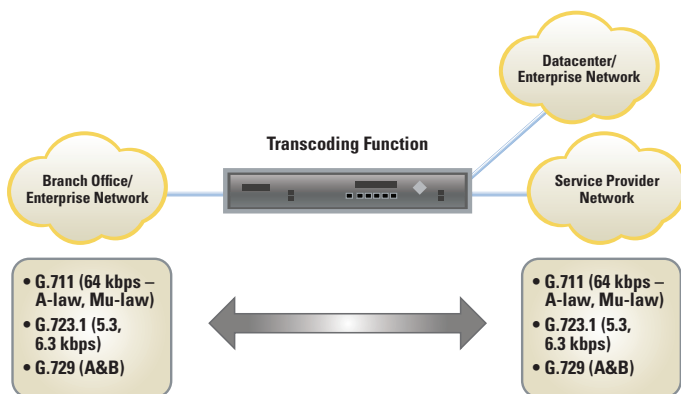 Datacenter/
Enterprise Network
Transcoding Function
Branch Office/
Enterprise Network
Service Provider
Network
• G.711 (64 kbps –
A-law, Mu-law)
• G.723.1 (5.3,
6.3 kbps)
• G.729 (A&B)
• G.711 (64 kbps –
A-law, Mu-law)
• G.723.1 (5.3,
6.3 kbps)
• G.729 (A&B)